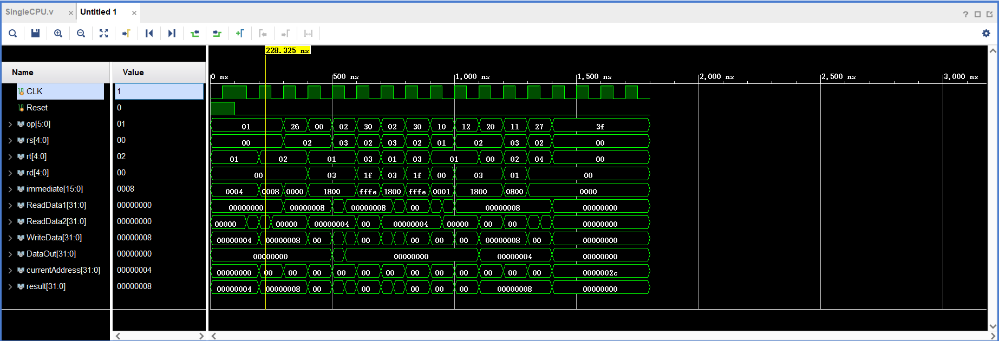 SingleCPU.v × Untitled 1 ×
?
228.325 ns
Name Value
0 ns 500 ns 1,000 ns 1,500 ns 2,000 ns 2,500 ns 3,000 ns
CLK 1
Reset 0
op[5:0] 01 01 26 00 02 30 02 30 10 12 20 11 27 3f
rs[4:0] 00 00 02 03 02 03 02 01 02 03 02 00
rt[4:0] 02 01 02 01 03 01 03 01 00 02 04 00
rd[4:0] 00 00 03 1f 03 1f 00 03 01 00
immediate[15:0] 0008 0004 0008 0000 1800 fffe 1800 fffe 0001 1800 0800 0000
ReadData1[31:0] 00000000 00000000 00000008 00000008 00 00000008 00000000
ReadData2[31:0] 00000000 00000 00000 00000004 00 00000004 00000 00 00 00000000
WriteData[31:0] 00000008 00000004 00000008 00 00 00 00 00 00000008 00 00000000
DataOut[31:0] 00000000 00000000 00000000 00000004 00000000
currentAddress[31:0] 00000004 00000000 00 00 00 00 00 00 00 00 00 00 00 0000002c
result[31:0] 00000008 00000004 00000008 00 00 00 00 00 00000008 00000000